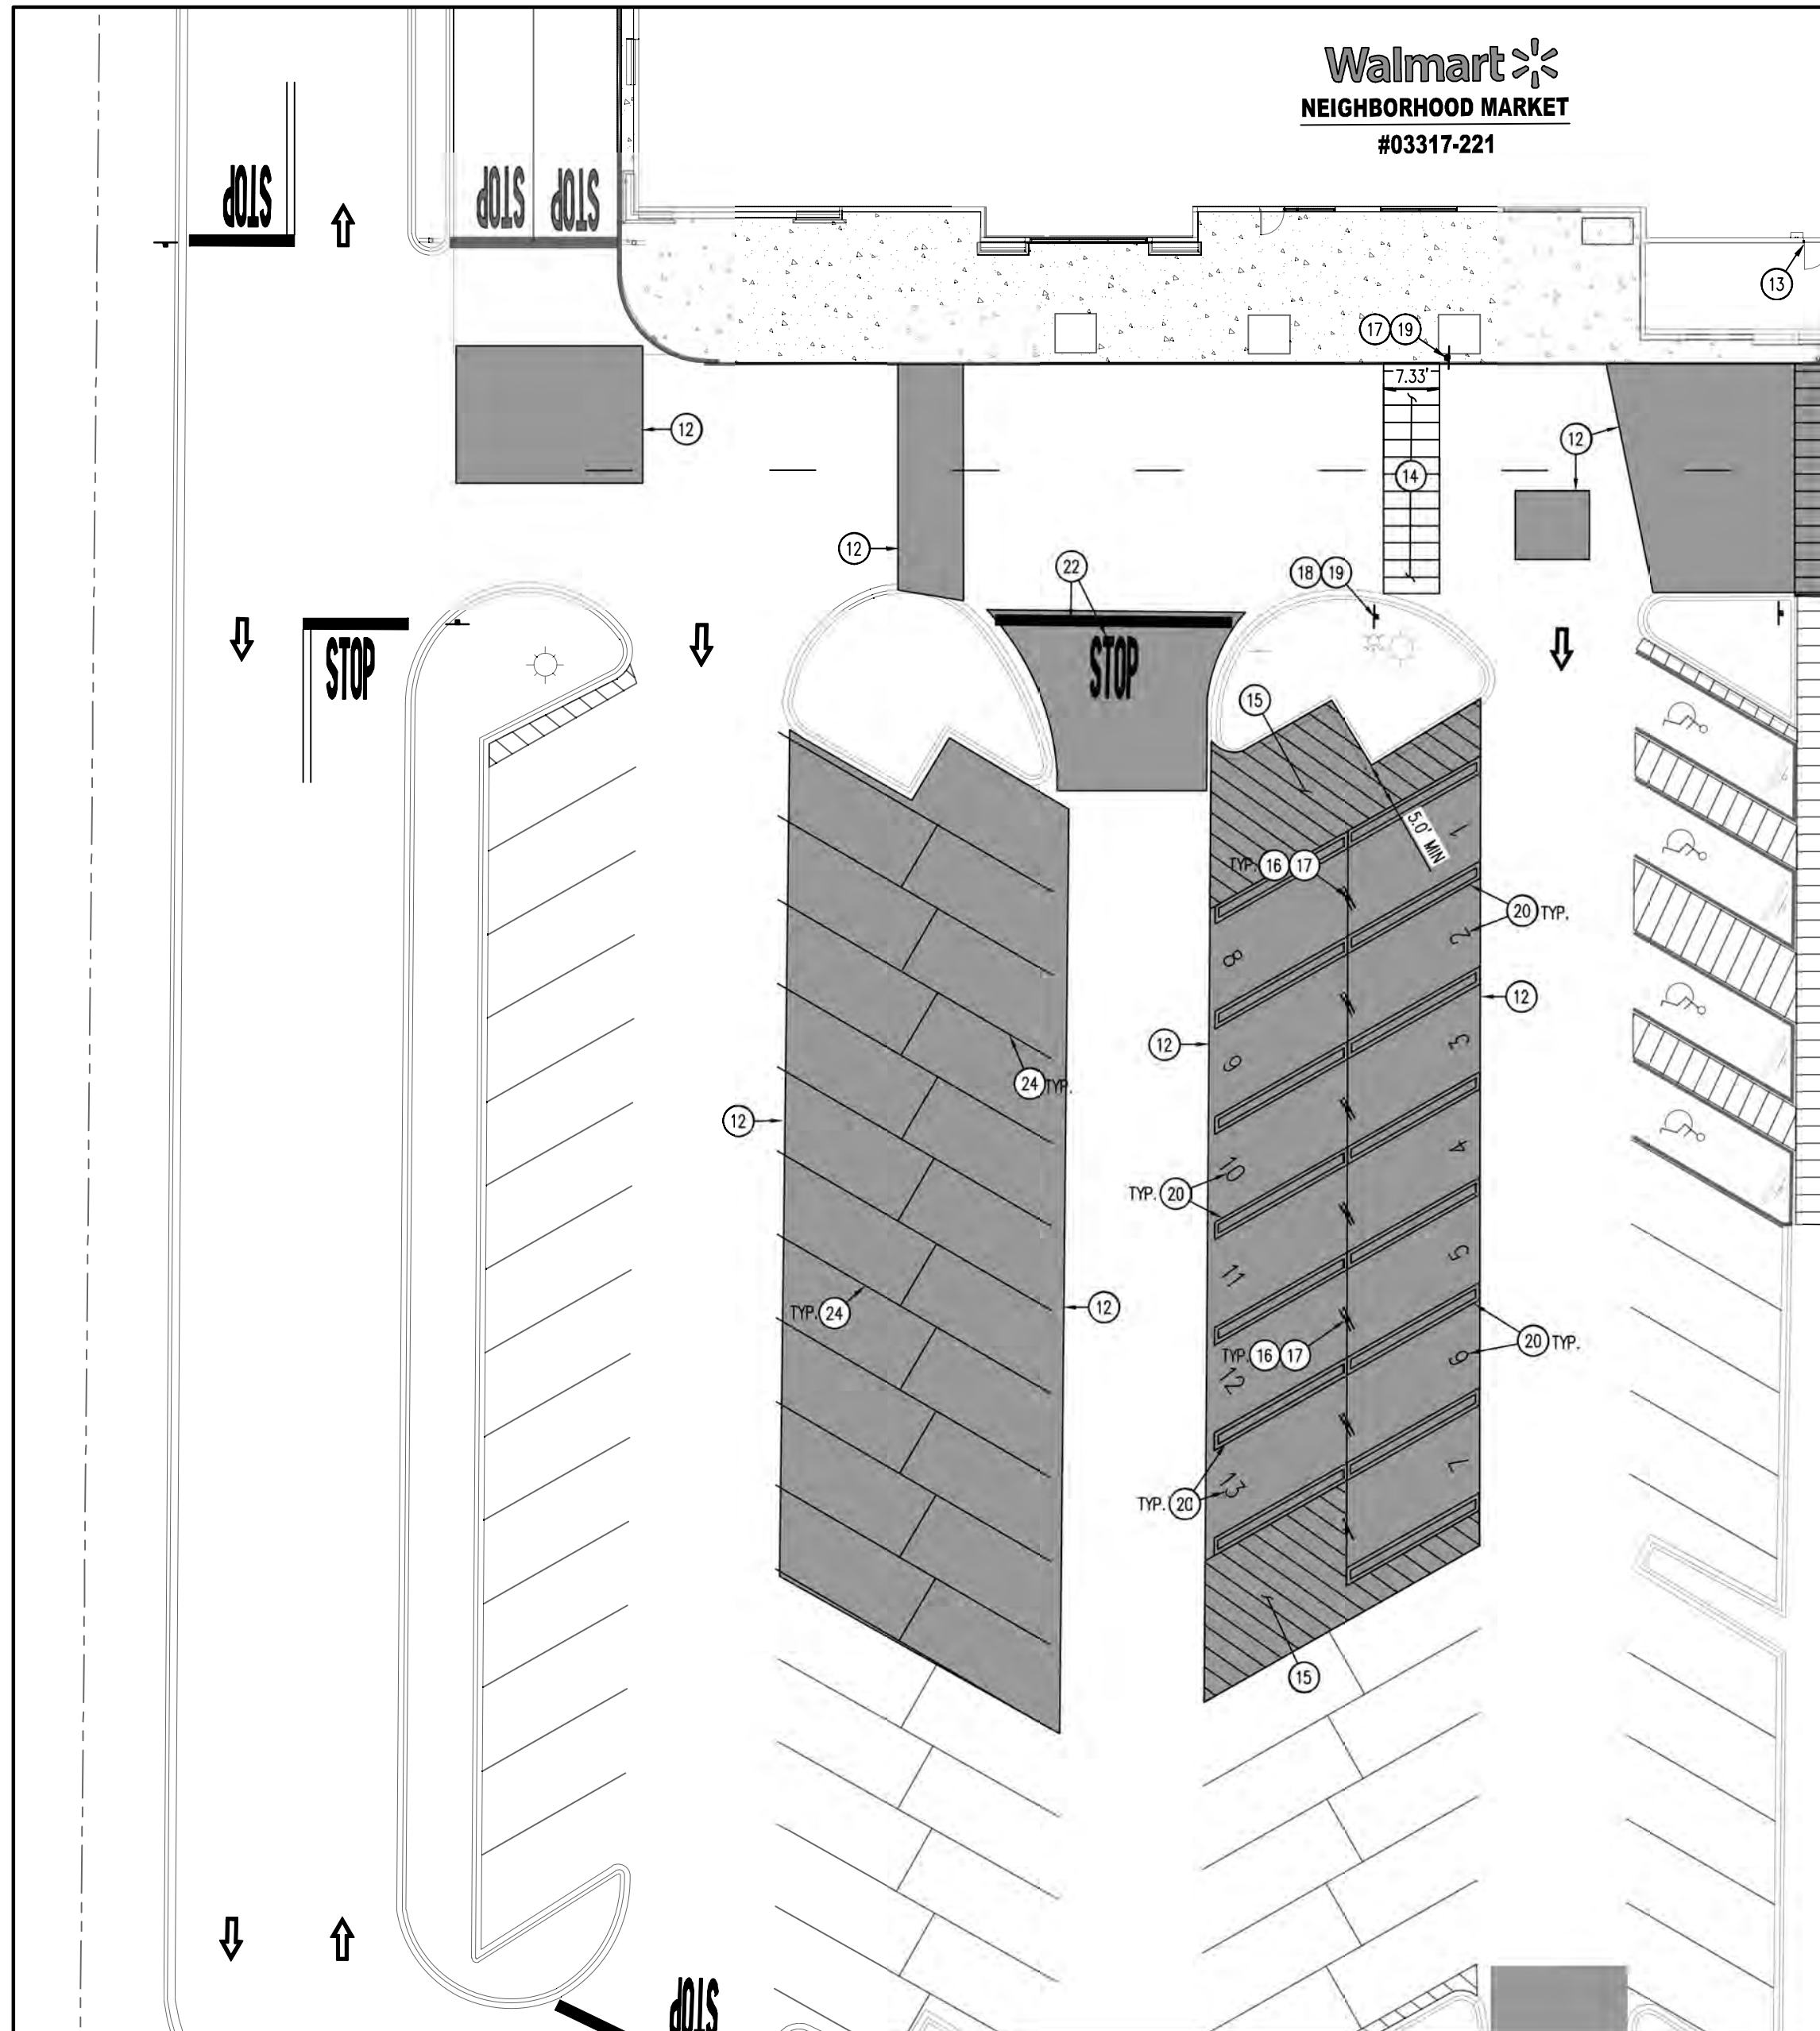 Walmart
NEIGHBORHOOD MARKET
#03317-221
STOP
STOP
STOP
13
17 19
7.33'
12
12
14
12
22
18 19
STOP
STOP
15
5.0' MIN
1
TYP. 16 17
20 TYP.
2
8
12
12
3
9
24 TYP.
12
4
10
TYP. 20
5
11
12
TYP. 24
20 TYP.
TYP. 16 17
6
12
7
13
TYP. 20
15
STOP